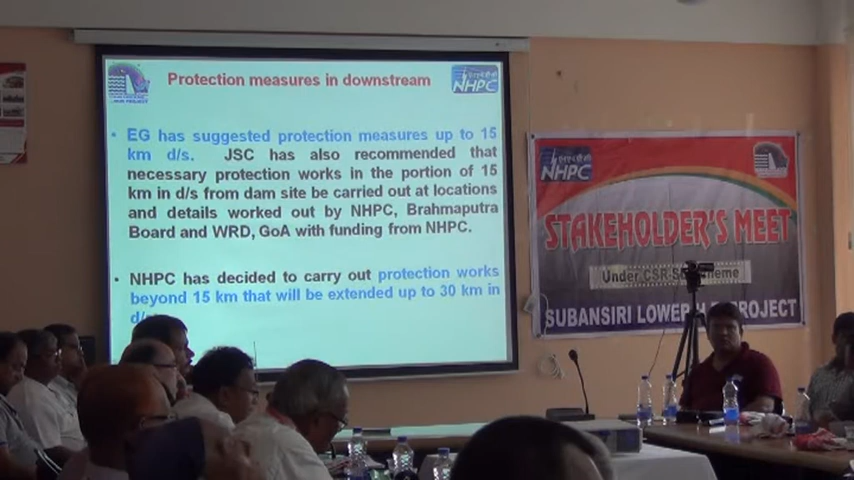 Protection measures in downstream
NHPC
• EG has suggested protection measures up to 15
km d/s. JSC has also recommended that
necessary protection works in the portion of 15
km in d/s from dam site be carried out at locations
and details worked out by NHPC, Brahmaputra
Board and WRD, GoA with funding from NHPC.
• NHPC has decided to carry out protection works
beyond 15 km that will be extended up to 30 km in
d/s.
NHPC
STAKEHOLDER'S MEET
Under CSR
SUBANSIRI LOWER H.E. PROJECT